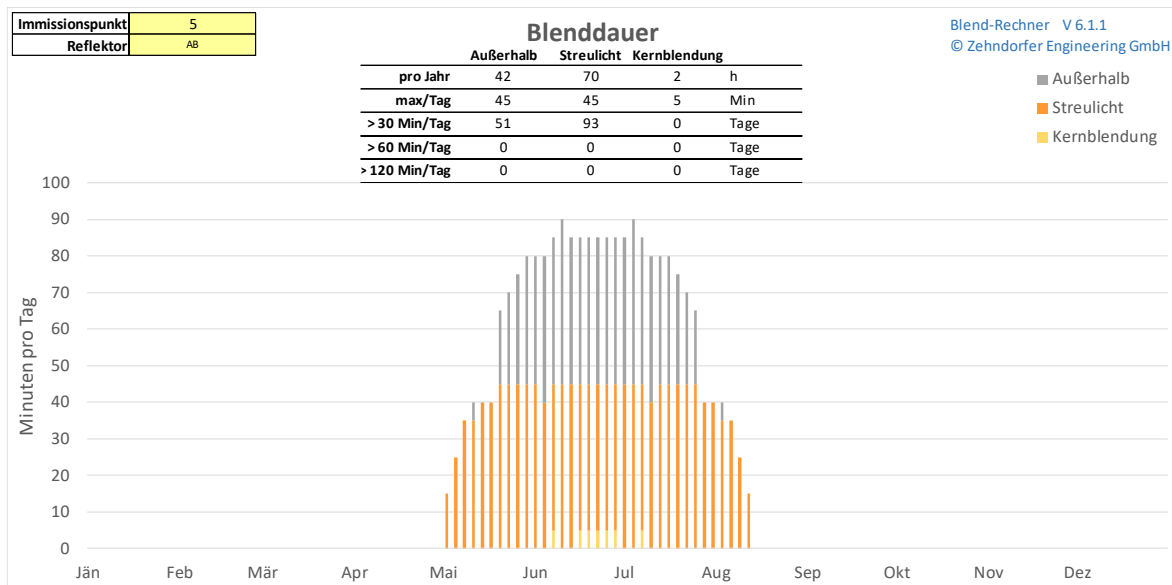 Immissionspunkt 5
Reflektor AB
Blenddauer
Blend-Rechner V 6.1.1
© Zehndorfer Engineering GmbH
Außerhalb Streulicht Kernblendung
pro Jahr 42 70 2 h
max/Tag 45 45 5 Min
> 30 Min/Tag 51 93 0 Tage
> 60 Min/Tag 0 0 0 Tage
> 120 Min/Tag 0 0 0 Tage
Außerhalb
Streulicht
Kernblendung
Minuten pro Tag
100
90
80
70
60
50
40
30
20
10
0
Jän Feb Mär Apr Mai Jun Jul Aug Sep Okt Nov Dez